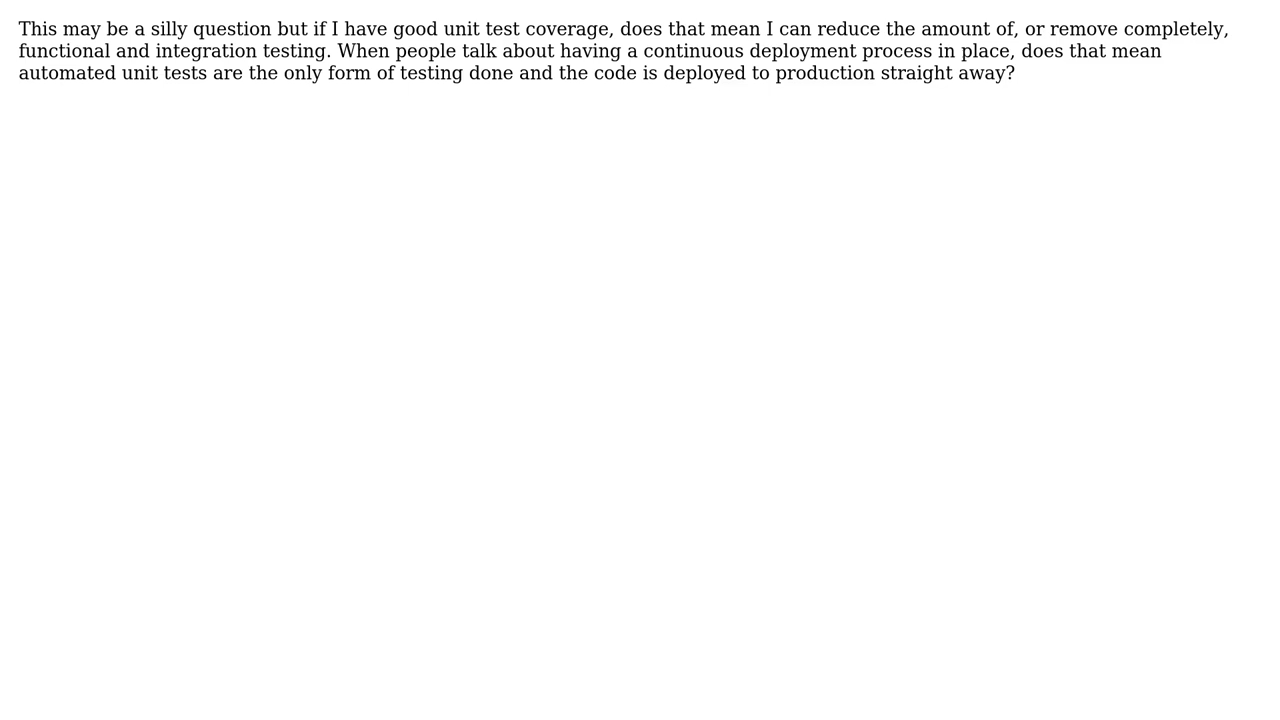 This may be a silly question but if I have good unit test coverage, does that mean I can reduce the amount of, or remove completely,
functional and integration testing. When people talk about having a continuous deployment process in place, does that mean
automated unit tests are the only form of testing done and the code is deployed to production straight away?